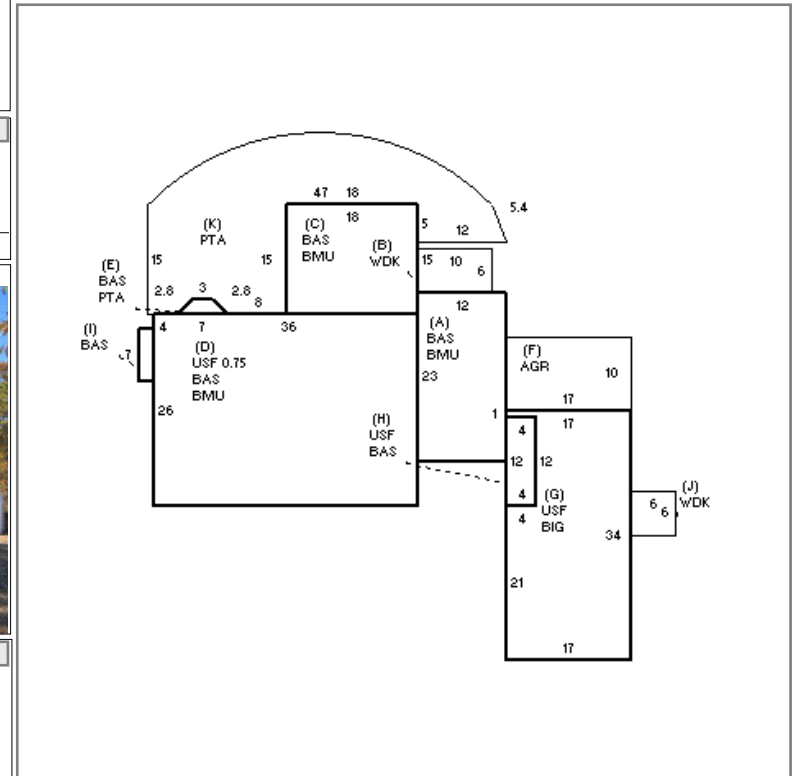 47 18
18
5.4
5
12
(K)
PTA
(C)
BAS
BMU
(B)
WDK
15
15
15
10
6
(E)
BAS
PTA
2.8
3
2.8
8
12
(I)
BAS
7
4
7
36
(D)
USF 0.75
BAS
BMU
26
(A)
BAS
BMU
23
(F)
AGR
10
17
1
17
4
(H)
USF
BAS
12
12
4
(G)
USF
BIG
4
(J)
WDK
6
6
34
21
17